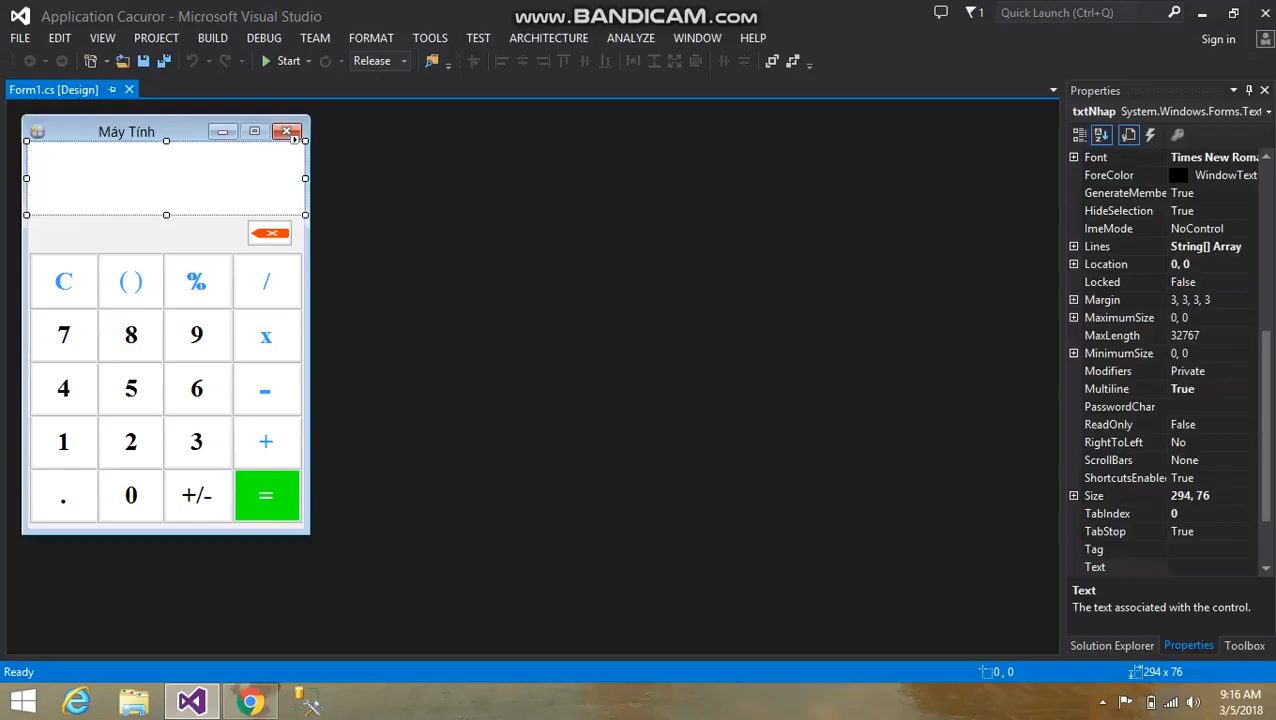 Application Cacuror - Microsoft Visual Studio
www.BANDICAM.com
1
Quick Launch (Ctrl+Q)
FILE EDIT VIEW PROJECT BUILD DEBUG TEAM FORMAT TOOLS TEST ARCHITECTURE ANALYZE WINDOW HELP
Sign in
Start Release
Form1.cs [Design]
Properties
Máy Tính
txtNhap System.Windows.Forms.Text
Font Times New Roma
ForeColor WindowText
GenerateMembe True
HideSelection True
ImeMode NoControl
Lines String[] Array
Location 0, 0
Locked False
Margin 3, 3, 3, 3
MaximumSize 0, 0
MaxLength 32767
MinimumSize 0, 0
Modifiers Private
Multiline True
PasswordChar
ReadOnly False
RightToLeft No
ScrollBars None
ShortcutsEnable True
Size 294, 76
TabIndex 0
TabStop True
Tag
Text
Text
The text associated with the control.
C ( ) % /
7 8 9 x
4 5 6 -
1 2 3 +
. 0 +/- =
Solution Explorer Properties Toolbox
Ready
0 , 0
294 x 76
9:16 AM
3/5/2018